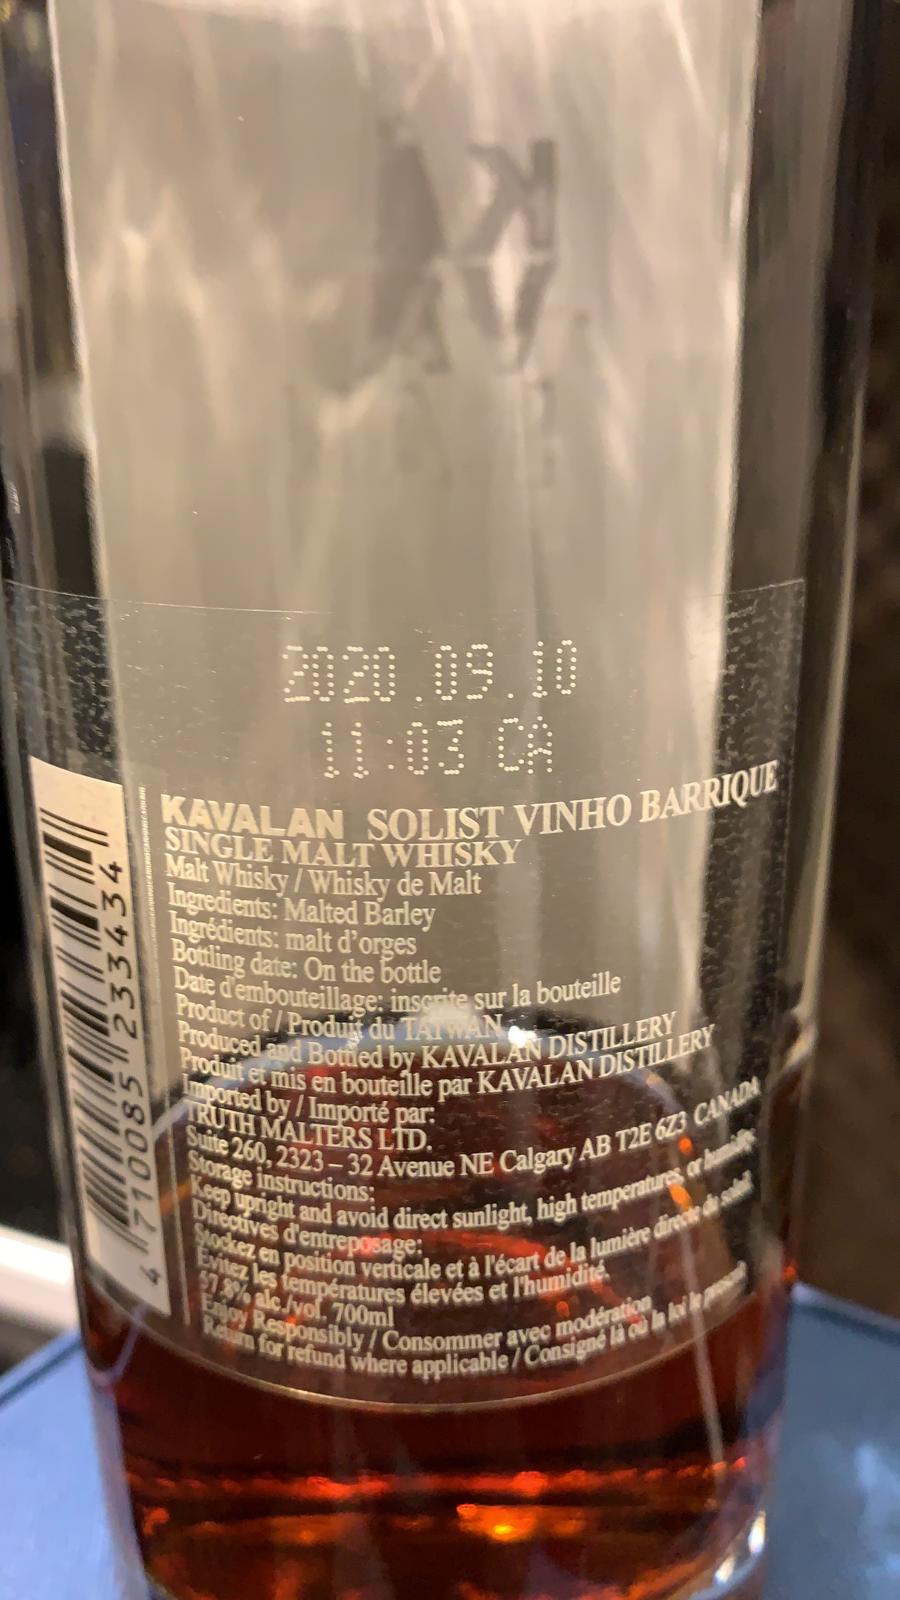 KAVA
2020.09.10
11:03 CA
KAVALAN SOLIST VINHO BARRIQUE
SINGLE MALT WHISKY
Malt Whisky / Whisky de Malt
Ingredients: Malted Barley
Ingrédients: malt d'orges
Bottling date: On the bottle
Date d'embouteillage: inscrite sur la bouteille
Product of / Produit du TAIWAN
Produced and Bottled by KAVALAN DISTILLERY
Produit et mis en bouteille par KAVALAN DISTILLERY
Imported by / Importé par:
TRUTH MALTERS LTD.
Suite 260, 2323 – 32 Avenue NE Calgary AB T2E 6Z3 CANADA
Storage instructions:
Keep upright and avoid direct sunlight, high temperatures, or humidity.
Directives d'entreposage:
Stockez en position verticale et à l'écart de la lumière directe du soleil
Évitez les températures élevées et l'humidité.
57.8% alc./vol. 700ml
Enjoy Responsibly / Consommer avec modération
Return for refund where applicable / Consigné là où la loi le prescrit
4 710085 233434